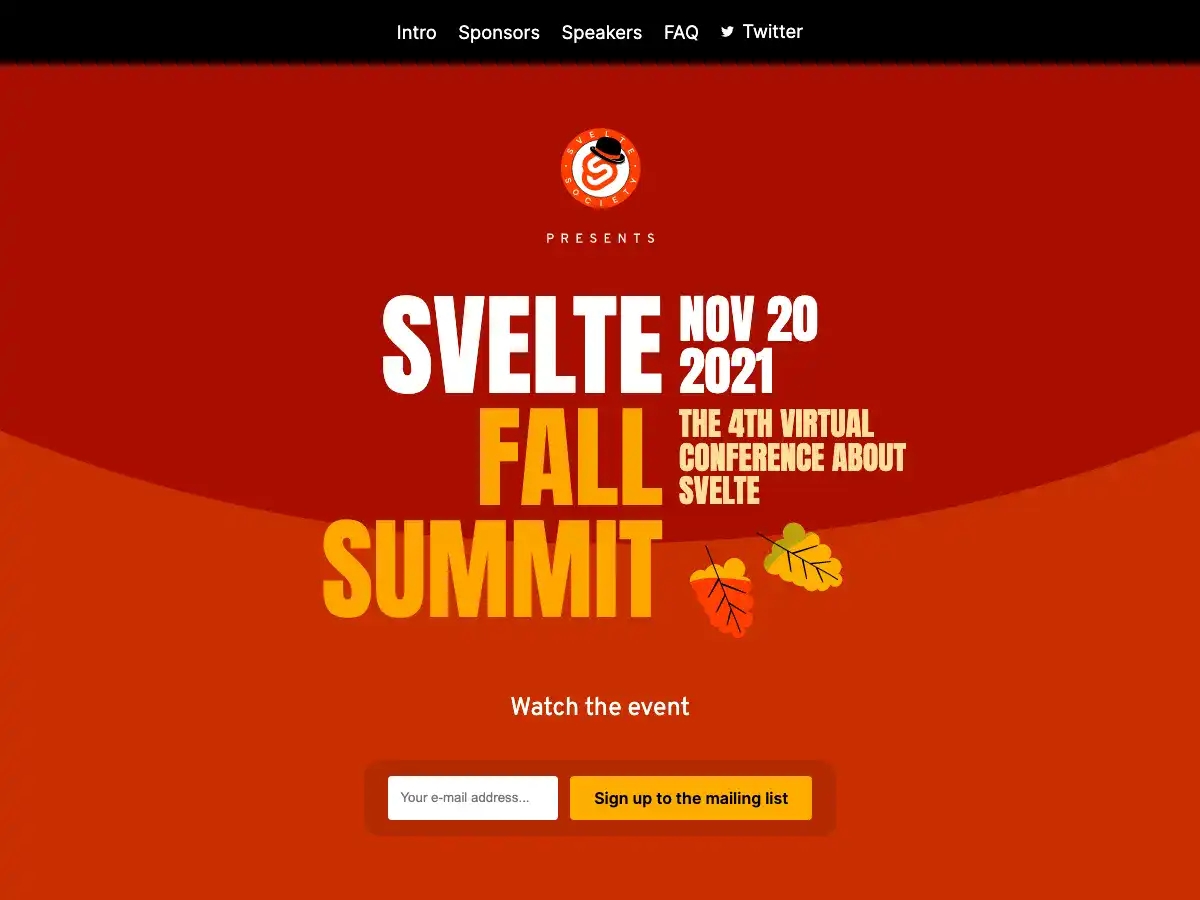 Intro Sponsors Speakers FAQ Twitter
SVELTE
SOCIETY
PRESENTS
SVELTE
FALL
SUMMIT
NOV 20
2021
THE 4TH VIRTUAL
CONFERENCE ABOUT
SVELTE
Watch the event
Your e-mail address...
Sign up to the mailing list